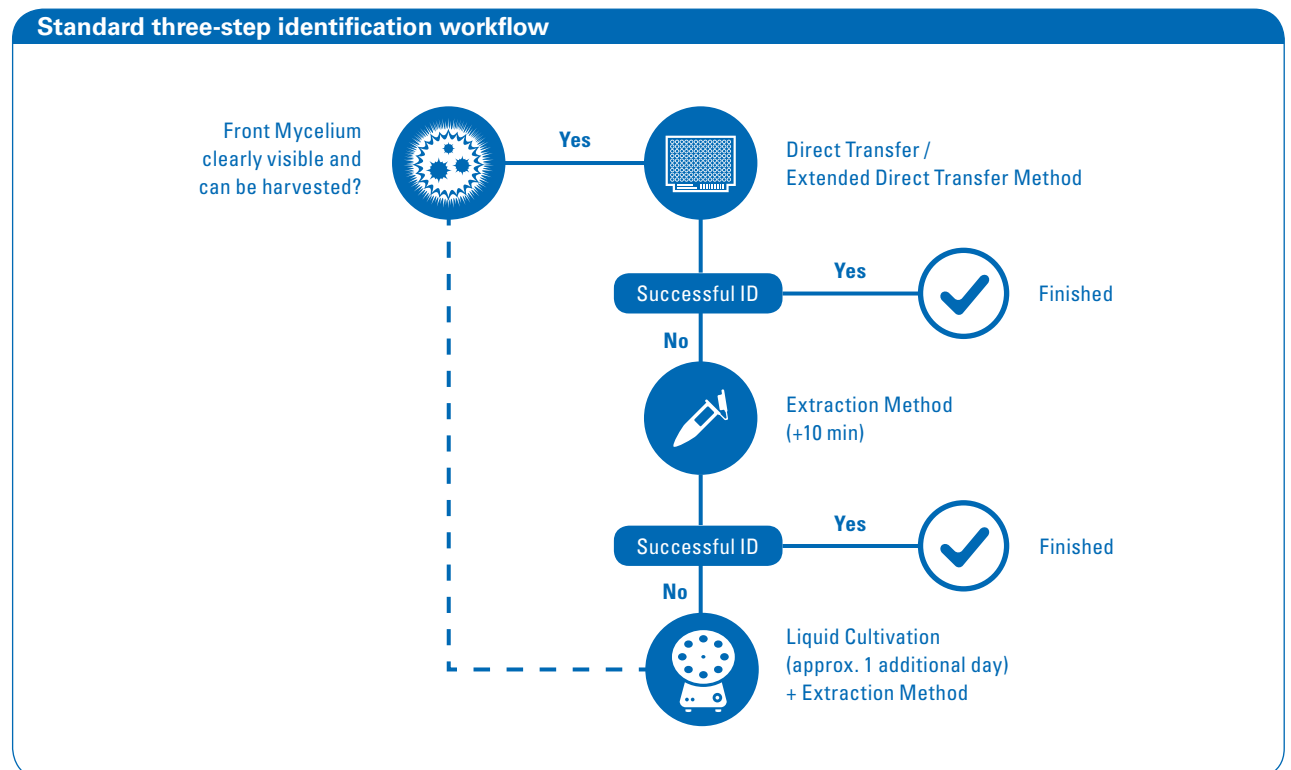 Standard three-step identification workflow
Front Mycelium
clearly visible and
can be harvested?
Yes
Direct Transfer /
Extended Direct Transfer Method
Successful ID
Yes
Finished
No
Extraction Method
(+10 min)
Successful ID
Yes
Finished
No
Liquid Cultivation
(approx. 1 additional day)
+ Extraction Method